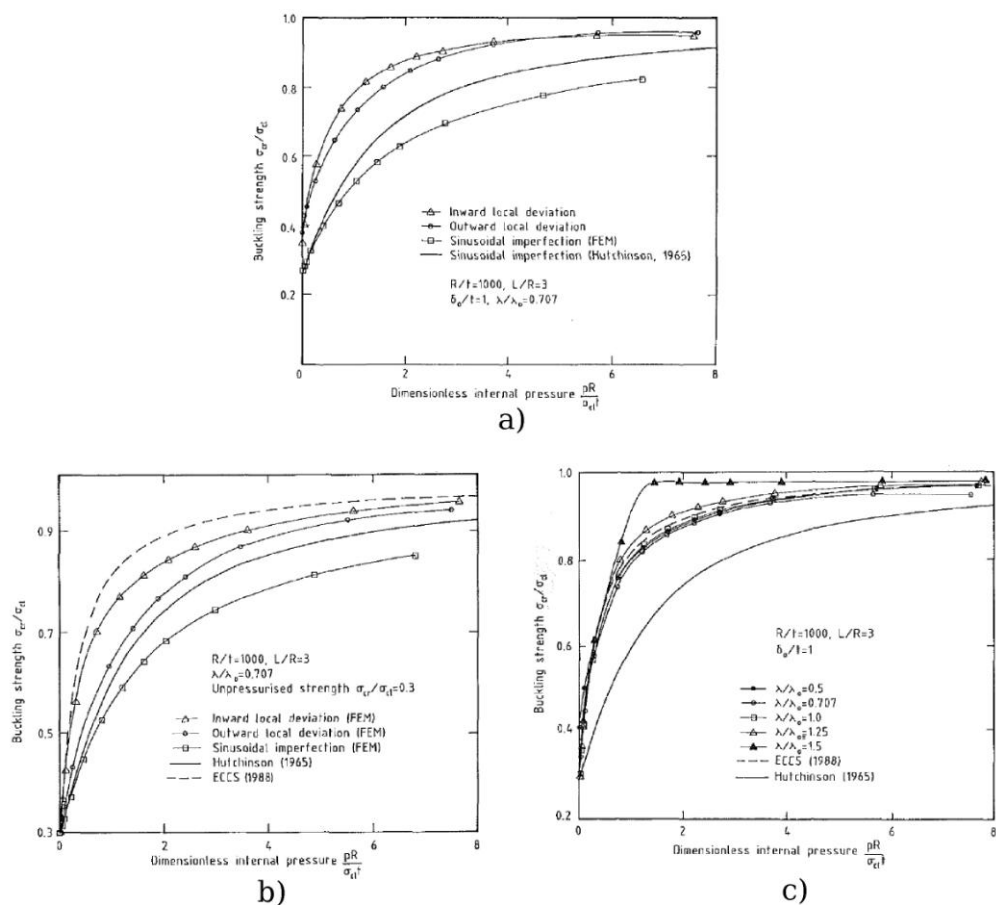 1.0
0.8
0.6
0.4
0.2
0
2
4
6
8
Buckling strength σcr/σcl
Inward local deviation
Outward local deviation
Sinusoidal imperfection (FEM)
Sinusoidal imperfection (Hutchinson, 1965)
R/t=1000, L/R=3
δo/t=1, λ/λo=0.707
Dimensionless internal pressure pR/σclt
a)
0.9
0.7
0.5
0.3
0
2
4
6
8
Buckling strength σcr/σcl
R/t=1000, L/R=3
λ/λo=0.707
Unpressurised strength σcr/σcl=0.3
Inward local deviation (FEM)
Outward local deviation (FEM)
Sinusoidal imperfection (FEM)
Hutchinson (1965)
ECCS (1988)
Dimensionless internal pressure pR/σclt
b)
1.0
0.8
0.6
0.4
0.2
0
2
4
6
8
Buckling strength σcr/σcl
R/t=1000, L/R=3
δo/t=1
λ/λo=0.5
λ/λo=0.707
λ/λo=1.0
λ/λo=1.25
λ/λo=1.5
ECCS (1988)
Hutchinson (1965)
Dimensionless internal pressure pR/σclt
c)